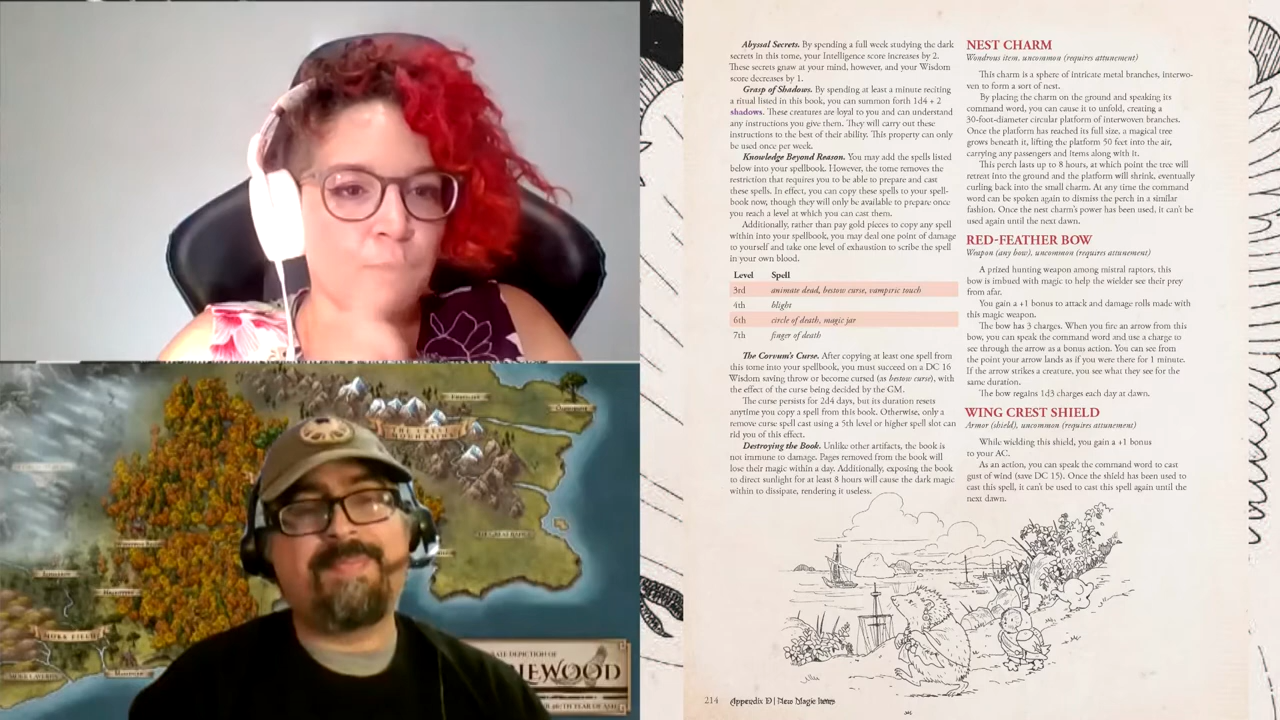 Abyssal Secrets. By spending a full week studying the dark
secrets in this tome, your Intelligence score increases by 2.
These secrets gnaw at your mind, however, and your Wisdom
score decreases by 1.
Grasp of Shadows. By spending at least a minute reciting
a ritual listed in this book, you can summon forth 1d4 + 2
shadows. These creatures are loyal to you and can understand
any instructions you give them. They will carry out these
instructions to the best of their ability. This property can only
be used once per week.
Knowledge Beyond Reason. You may add the spells listed
below into your spellbook. However, the tome removes the
restriction that requires you to be able to prepare and cast
these spells. In effect, you can copy these spells to your spell-
book now, though they will only be available to prepare once
you reach a level at which you can cast them.
Additionally, rather than pay gold pieces to copy any spell
within into your spellbook, you may deal one point of damage
to yourself and take one level of exhaustion to scribe the spell
in your own blood.
Level Spell
3rd animate dead, bestow curse, vampiric touch
4th blight
6th circle of death, magic jar
7th finger of death
The Corvum's Curse. After copying at least one spell from
this tome into your spellbook, you must succeed on a DC 16
Wisdom saving throw or become cursed (as bestow curse), with
the effect of the curse being decided by the GM.
The curse persists for 2d4 days, but its duration resets
anytime you copy a spell from this book. Otherwise, only a
remove curse spell cast using a 5th level or higher spell slot can
rid you of this effect.
Destroying the Book. Unlike other artifacts, the book is
not immune to damage. Pages removed from the book will
lose their magic within a day. Additionally, exposing the book
to direct sunlight for at least 8 hours will cause the dark magic
within to dissipate, rendering it useless.
NEST CHARM
Wondrous item, uncommon (requires attunement)
This charm is a sphere of intricate metal branches, interwo-
ven to form a sort of nest.
By placing the charm on the ground and speaking its
command word, you can cause it to unfold, creating a
30-foot-diameter circular platform of interwoven branches.
Once the platform has reached its full size, a magical tree
grows beneath it, lifting the platform 50 feet into the air,
carrying any passengers and items along with it.
This perch lasts up to 8 hours, at which point the tree will
retreat into the ground and the platform will shrink, eventually
curling back into the small charm. At any time the command
word can be spoken again to dismiss the perch in a similar
fashion. Once the nest charm's power has been used, it can't be
used again until the next dawn.
RED-FEATHER BOW
Weapon (any bow), uncommon (requires attunement)
A prized hunting weapon among mistral raptors, this
bow is imbued with magic to help the wielder see their prey
from afar.
You gain a +1 bonus to attack and damage rolls made with
this magic weapon.
The bow has 3 charges. When you fire an arrow from this
bow, you can speak the command word and use a charge to
see through the arrow as a bonus action. You can see from
the point your arrow lands as if you were there for 1 minute.
If the arrow strikes a creature, you see what they see for the
same duration.
The bow regains 1d3 charges each day at dawn.
WING CREST SHIELD
Armor (shield), uncommon (requires attunement)
While wielding this shield, you gain a +1 bonus
to your AC.
As an action, you can speak the command word to cast
gust of wind (save DC 15). Once the shield has been used to
cast this spell, it can't be used to cast this spell again until the
next dawn.
214 Appendix D | New Magic Items
THE CREST
MOUNTAINS
DEPICTION OF
EWOOD